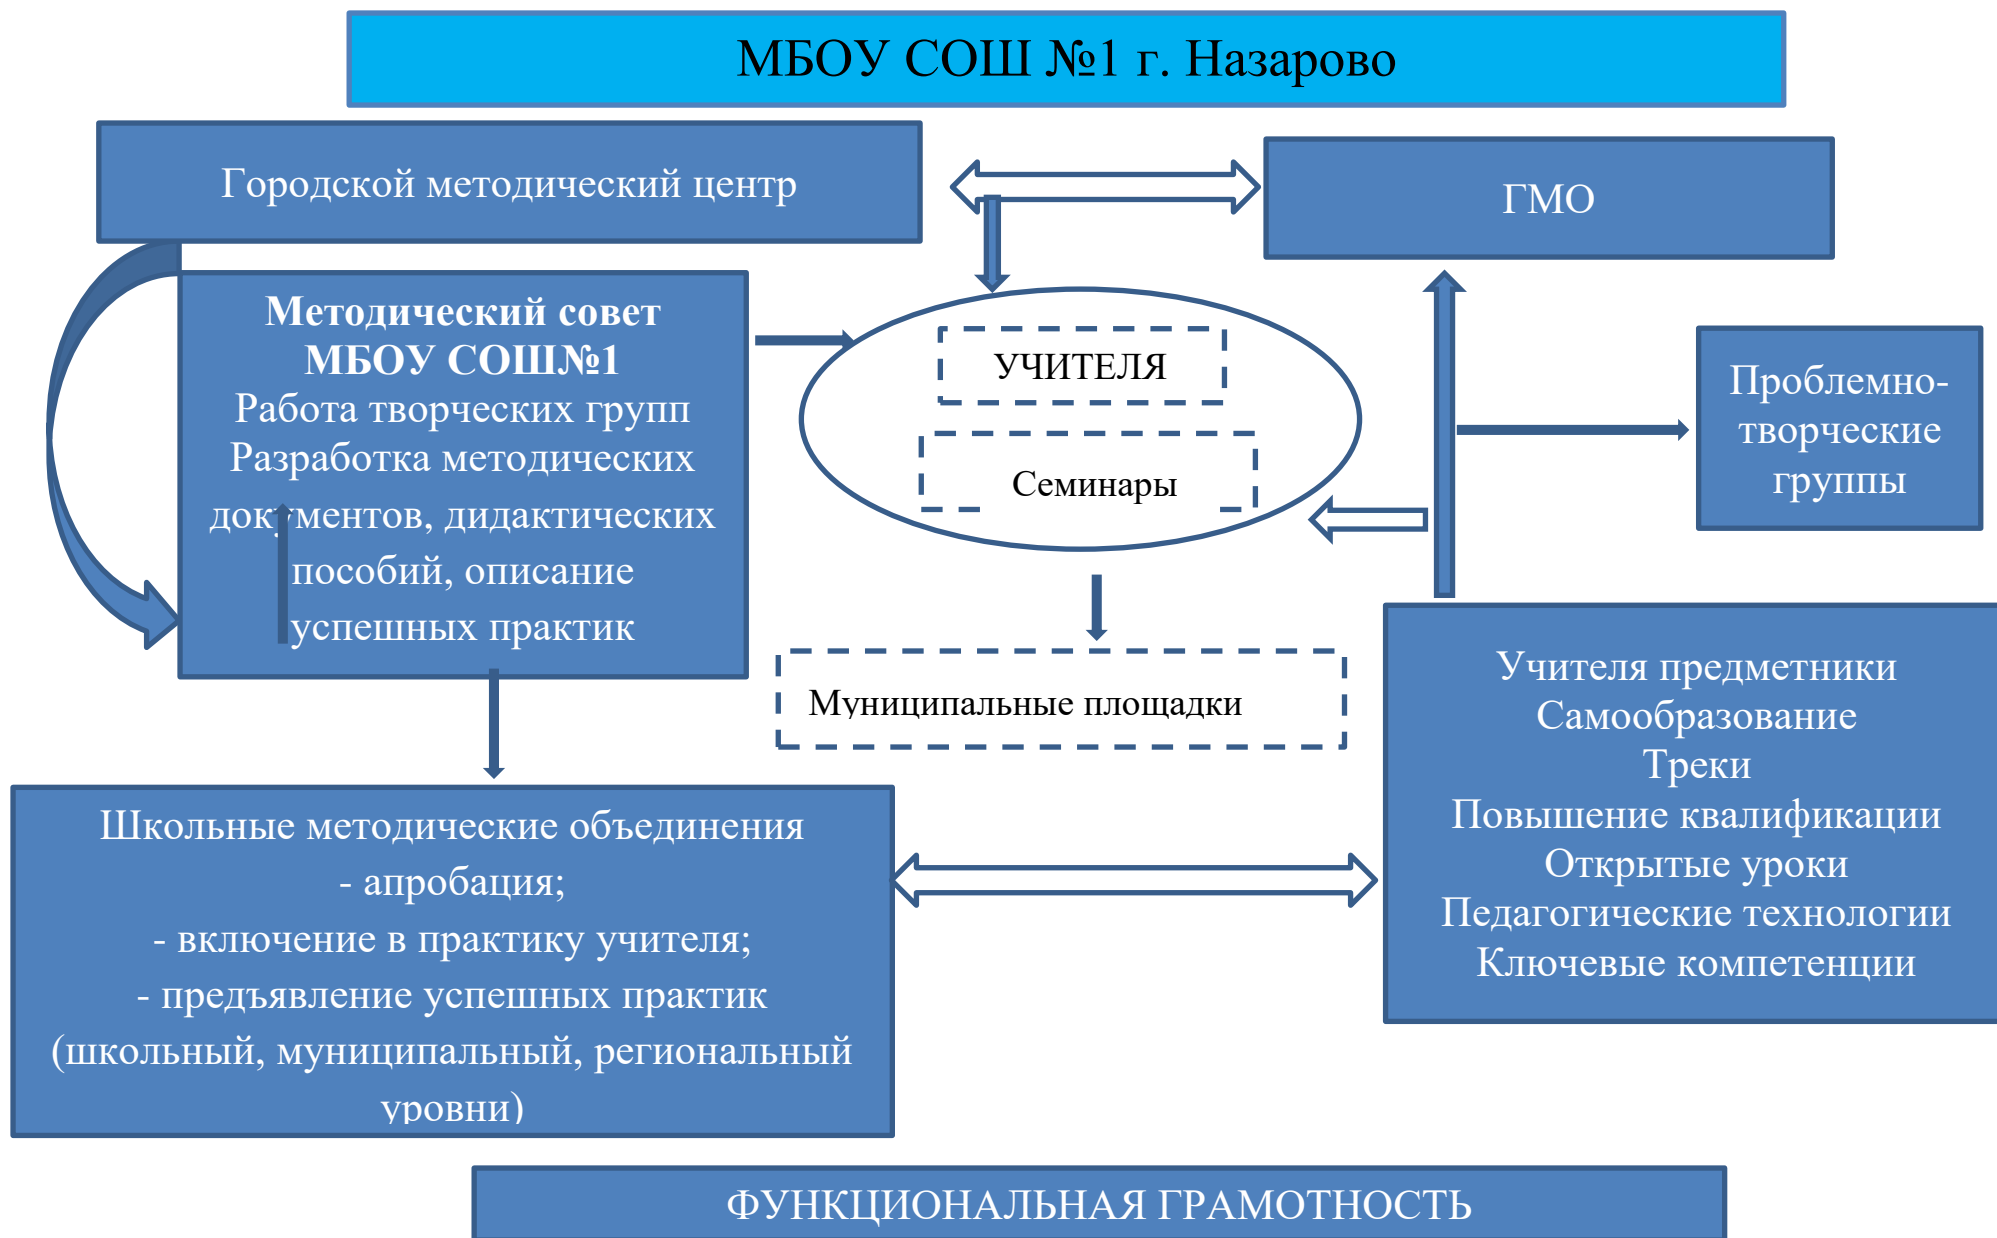 МБОУ СОШ №1 г. Назарово
Городской методический центр
ГМО
Методический совет
МБОУ СОШ№1
Работа творческих групп
Разработка методических
документов, дидактических
пособий, описание
успешных практик
УЧИТЕЛЯ
Семинары
Проблемно-
творческие
группы
Муниципальные площадки
Учителя предметники
Самообразование
Треки
Повышение квалификации
Открытые уроки
Педагогические технологии
Ключевые компетенции
Школьные методические объединения
- апробация;
- включение в практику учителя;
- предъявление успешных практик
(школьный, муниципальный, региональный
уровни)
ФУНКЦИОНАЛЬНАЯ ГРАМОТНОСТЬ